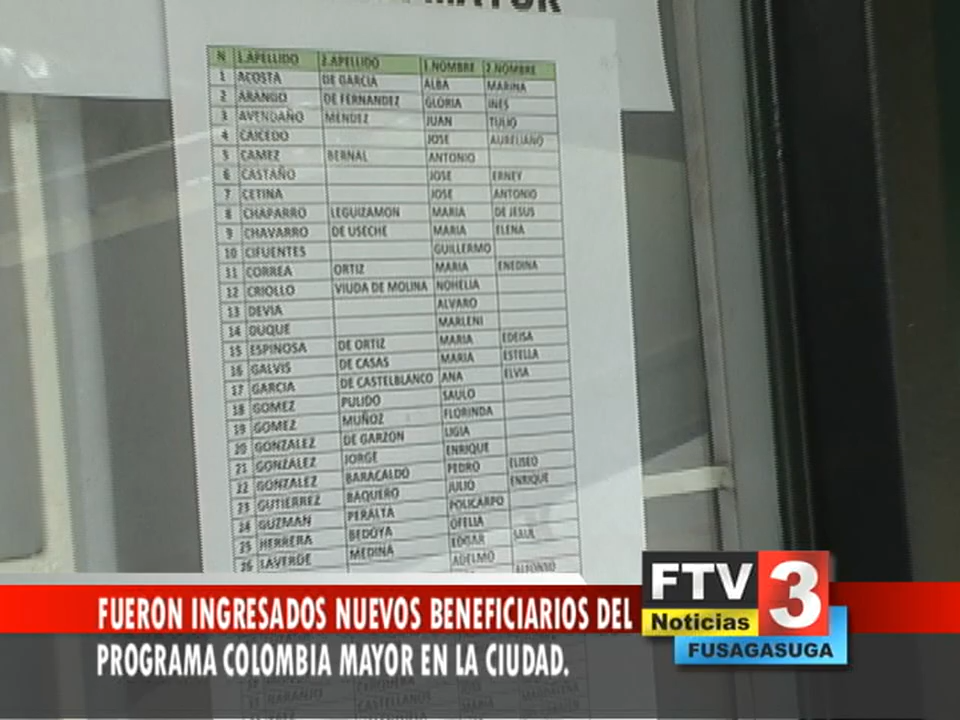 MAYOR
N 1.APELLIDO 2.APELLIDO 1.NOMBRE 2.NOMBRE
1 ACOSTA DE GARCIA ALBA MARINA
2 ARANGO DE FERNANDEZ GLORIA INES
3 AVENDAÑO MENDEZ JUAN TULIO
4 CAICEDO JOSE AURELIANO
5 CAMEZ BERNAL ANTONIO
6 CASTAÑO JOSE ERNEY
7 CETINA JOSE ANTONIO
8 CHAPARRO LEGUIZAMON MARIA DE JESUS
9 CHAVARRO DE USECHE MARIA ELENA
10 CIFUENTES GUILLERMO
11 CORREA ORTIZ MARIA ENEDINA
12 CRIOLLO VIUDA DE MOLINA NOHELIA
13 DEVIA ALVARO
14 DUQUE MARLENI
15 ESPINOSA DE ORTIZ MARIA EDEISA
16 GALVIS DE CASAS MARIA ESTELLA
17 GARCIA DE CASTELBLANCO ANA ELVIA
18 GOMEZ PULIDO SAULO
19 GOMEZ MUÑOZ FLORINDA
20 GONZALEZ DE GARZON LIGIA
21 GONZALEZ JORGE ENRIQUE
22 GONZALEZ BARACALDO PEDRO ELISEO
23 GUTIERREZ BAQUERO JULIO ENRIQUE
24 GUZMAN PERALTA POLICARPO
25 HERRERA BEDOYA OFELIA
26 LAVERDE MEDINA EDGAR SAUL
ADELMO ALFONSO
FUERON INGRESADOS NUEVOS BENEFICIARIOS DEL
PROGRAMA COLOMBIA MAYOR EN LA CIUDAD.
FTV 3
Noticias
FUSAGASUGA
NARANJO CASTELLANOS